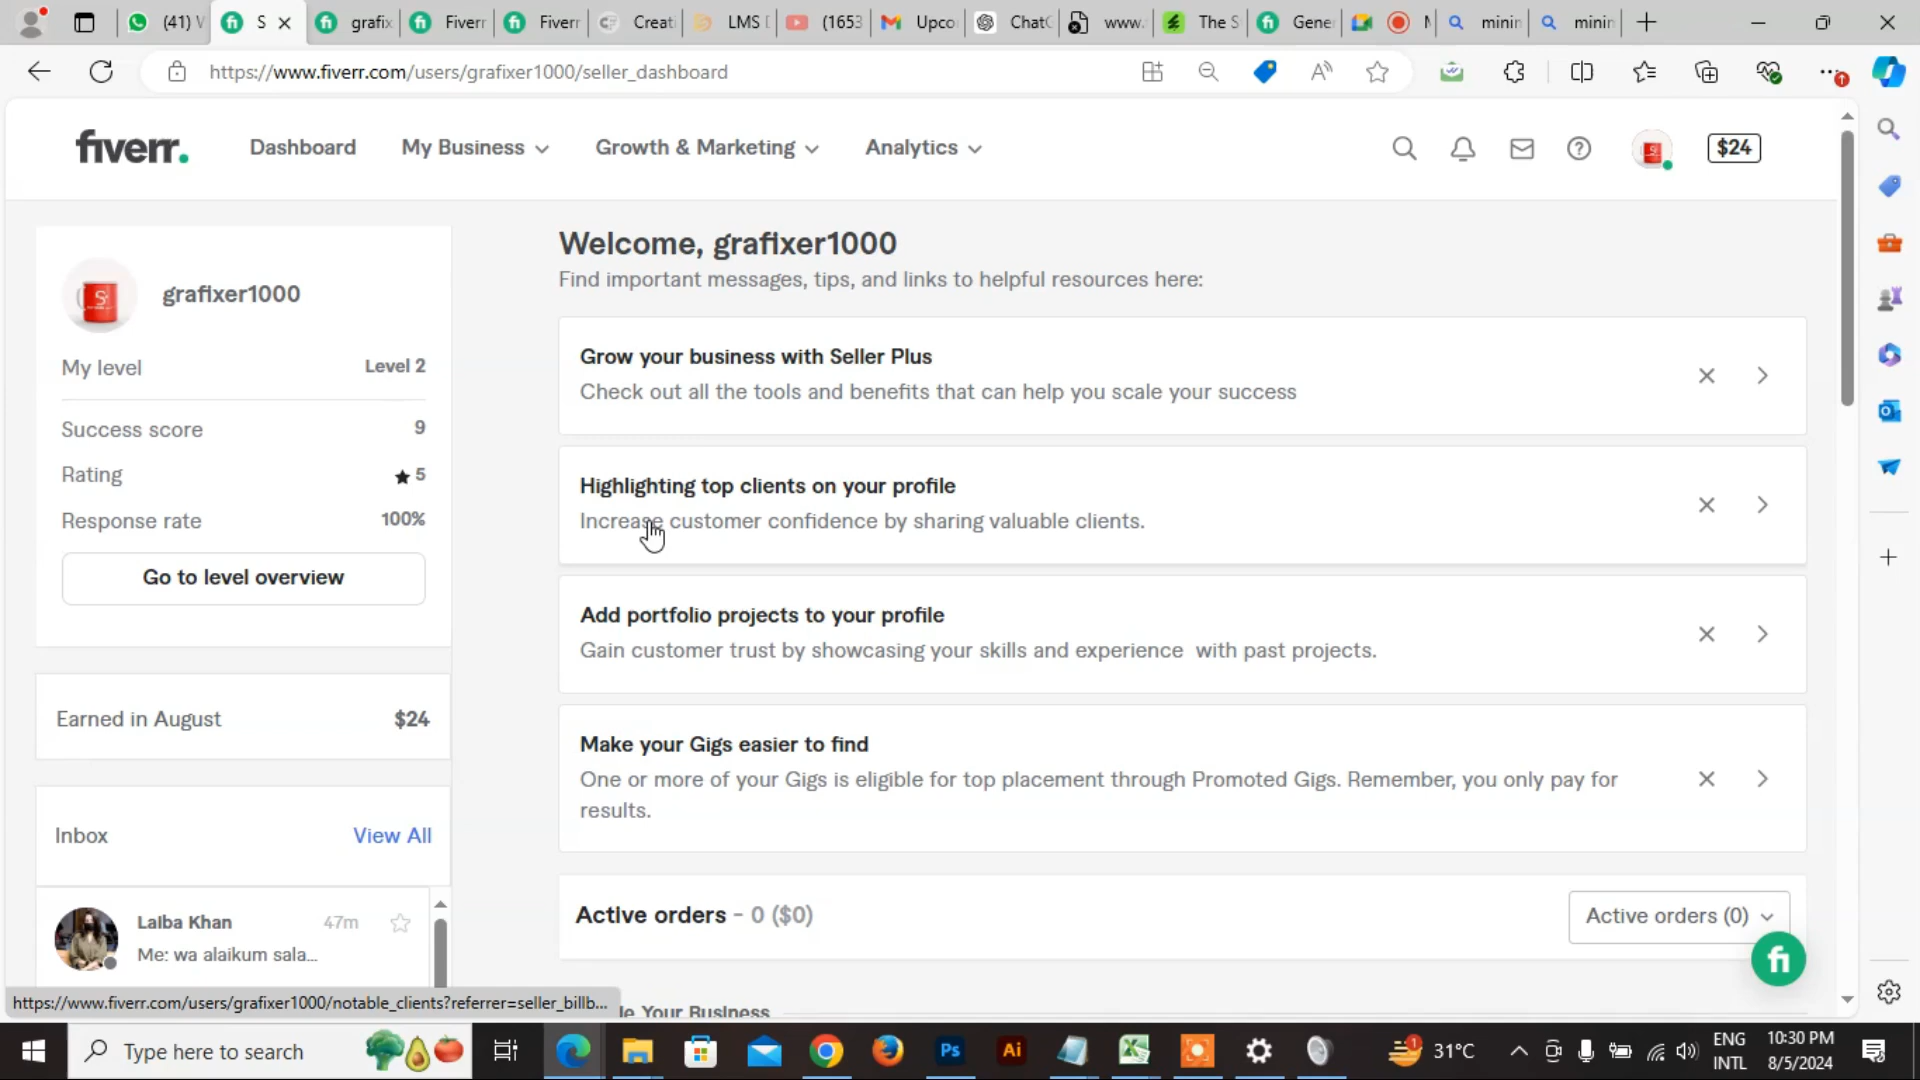 (41)
S
grafix
Fiverr
Fiverr
Creati
LMS
(1653
Upco
ChatG
www.
The S
Gene
minin
minin
https://www.fiverr.com/users/grafixer1000/seller_dashboard
fiverr.
Dashboard
My Business
Growth & Marketing
Analytics
$24
grafixer1000
My level
Level 2
Success score
9
Rating
★ 5
Response rate
100%
Go to level overview
Earned in August
$24
Inbox
View All
Laiba Khan
47m
Me: wa alaikum sala...
Welcome, grafixer1000
Find important messages, tips, and links to helpful resources here:
Grow your business with Seller Plus
Check out all the tools and benefits that can help you scale your success
Highlighting top clients on your profile
Increase customer confidence by sharing valuable clients.
Add portfolio projects to your profile
Gain customer trust by showcasing your skills and experience with past projects.
Make your Gigs easier to find
One or more of your Gigs is eligible for top placement through Promoted Gigs. Remember, you only pay for
results.
Active orders - 0 ($0)
Active orders (0)
fi
https://www.fiverr.com/users/grafixer1000/notable_clients?referrer=seller_billb...
Your Business
Type here to search
Ps
Ai
31°C
ENG
INTL
10:30 PM
8/5/2024